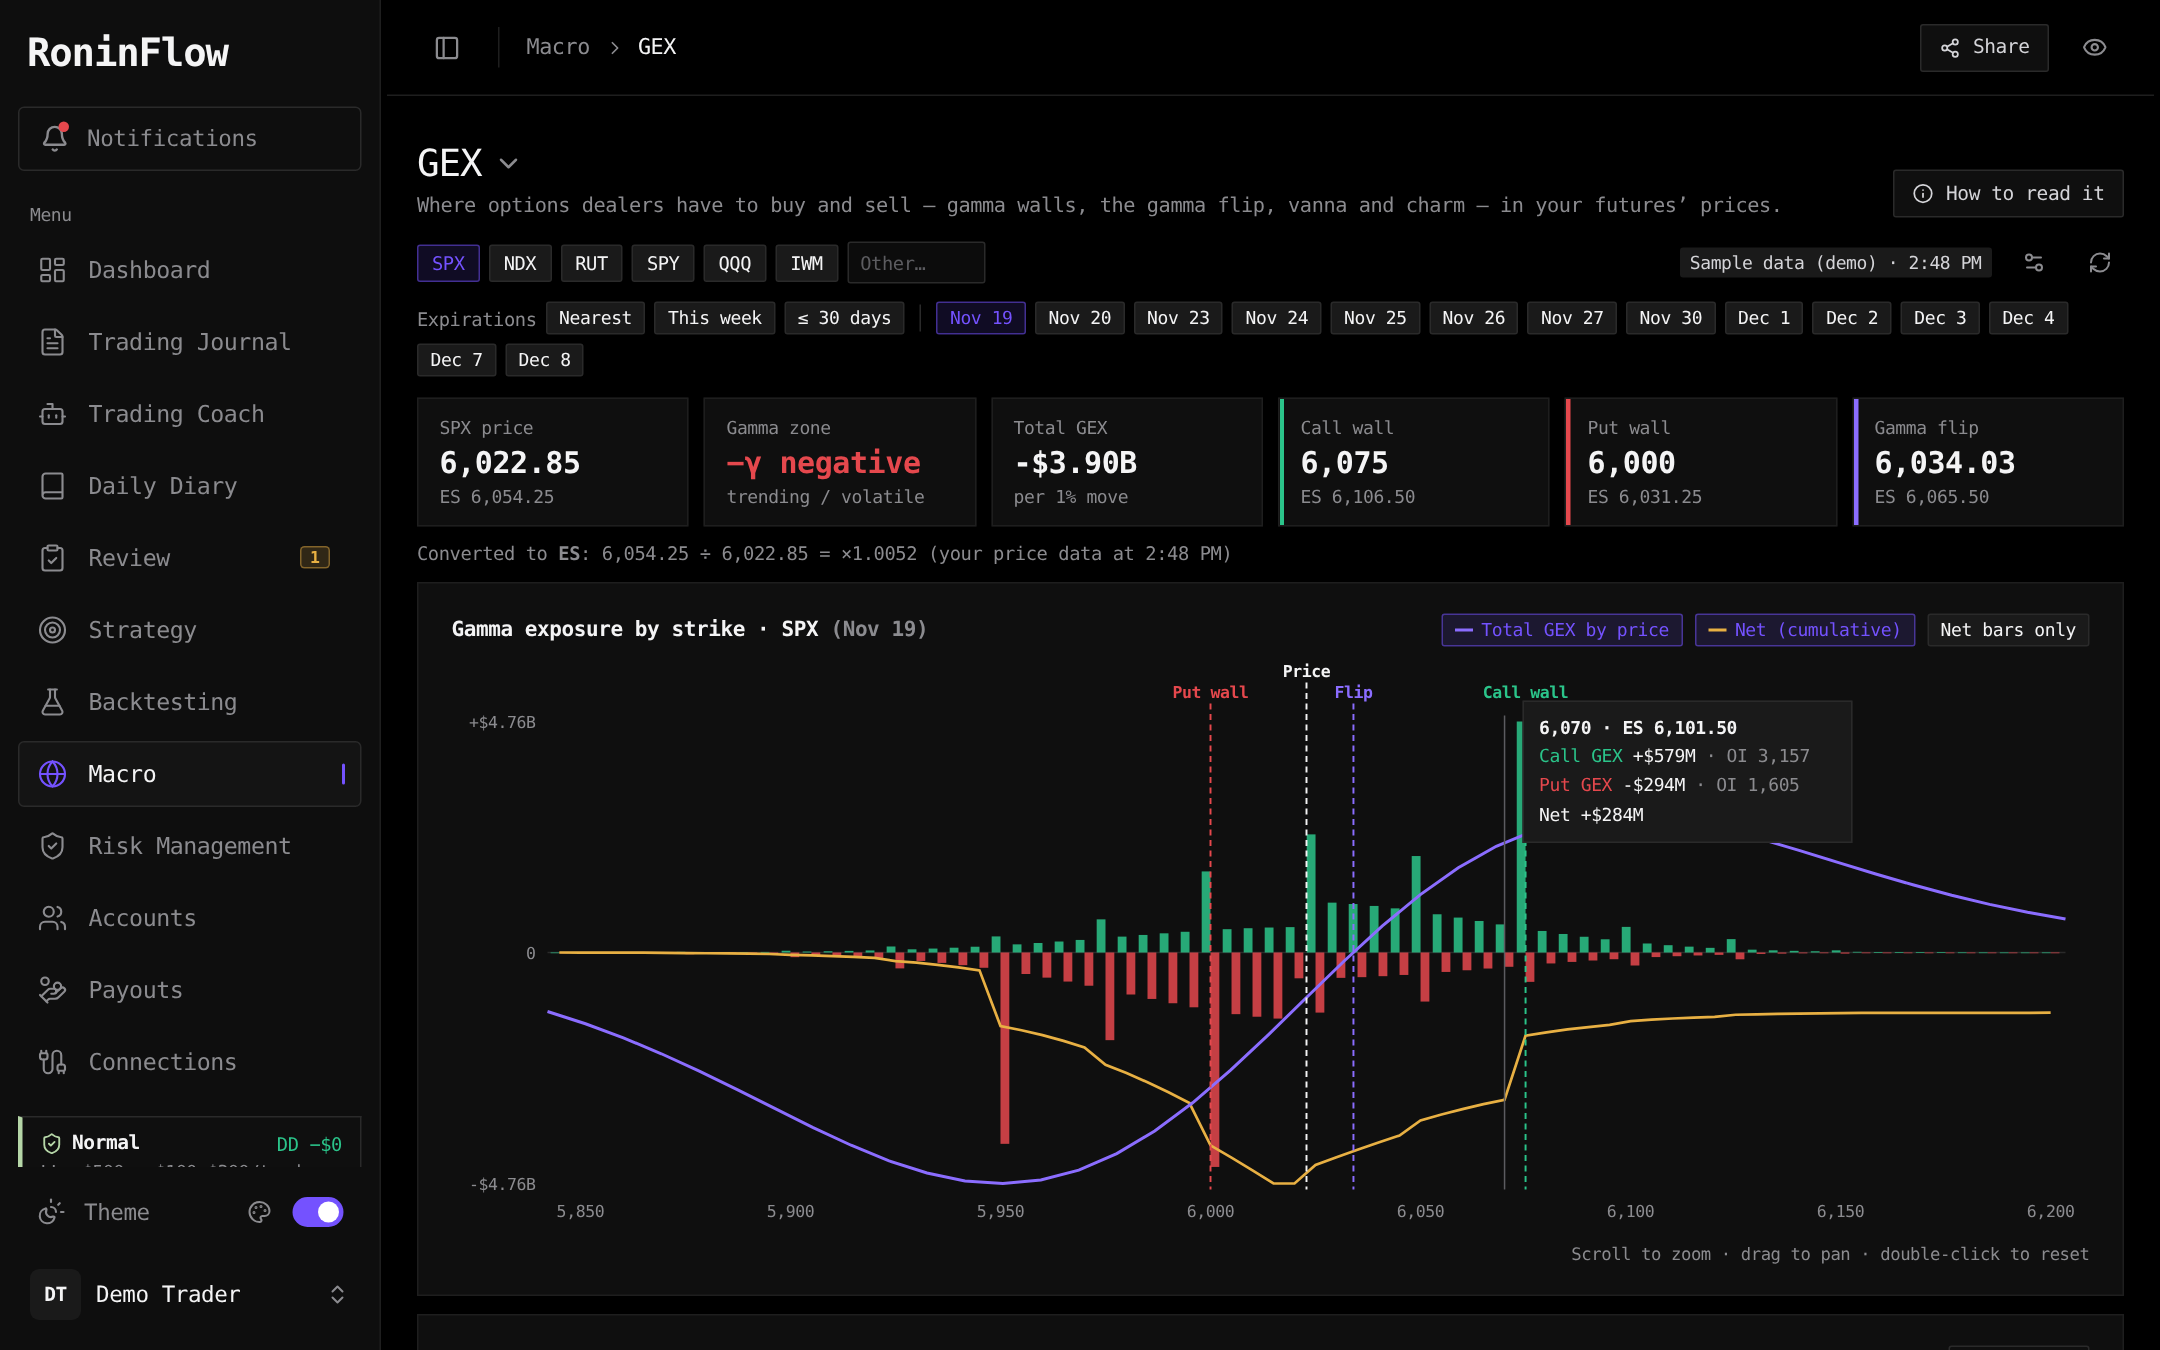 RoninFlow
Notifications
Menu
Dashboard
Trading Journal
Trading Coach
Daily Diary
Review 1
Strategy
Backtesting
Macro
Risk Management
Accounts
Payouts
Connections
Normal DD −$0
Theme
DT Demo Trader
Macro > GEX
Share
GEX
Where options dealers have to buy and sell — gamma walls, the gamma flip, vanna and charm — in your futures’ prices.
How to read it
SPX NDX RUT SPY QQQ IWM Other…
Sample data (demo) · 2:48 PM
Expirations Nearest This week ≤ 30 days Nov 19 Nov 20 Nov 23 Nov 24 Nov 25 Nov 26 Nov 27 Nov 30 Dec 1 Dec 2 Dec 3 Dec 4
Dec 7 Dec 8
SPX price
6,022.85
ES 6,054.25
Gamma zone
−γ negative
trending / volatile
Total GEX
-$3.90B
per 1% move
Call wall
6,075
ES 6,106.50
Put wall
6,000
ES 6,031.25
Gamma flip
6,034.03
ES 6,065.50
Converted to ES: 6,054.25 ÷ 6,022.85 = ×1.0052 (your price data at 2:48 PM)
Gamma exposure by strike · SPX (Nov 19)
Total GEX by price
Net (cumulative)
Net bars only
Price
Put wall Flip Call wall
+$4.76B
0
-$4.76B
6,070 · ES 6,101.50
Call GEX +$579M · OI 3,157
Put GEX -$294M · OI 1,605
Net +$284M
5,850 5,900 5,950 6,000 6,050 6,100 6,150 6,200
Scroll to zoom · drag to pan · double-click to reset